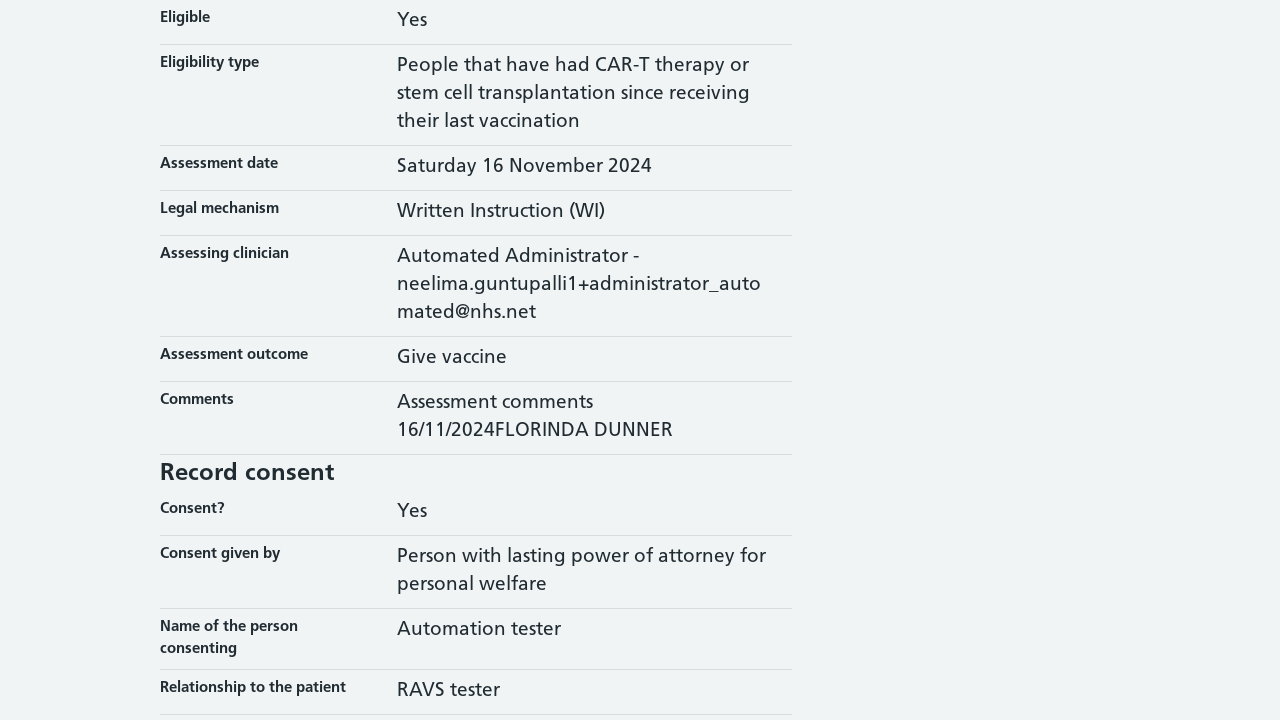 Eligible
Yes
Eligibility type
People that have had CAR-T therapy or
stem cell transplantation since receiving
their last vaccination
Assessment date
Saturday 16 November 2024
Legal mechanism
Written Instruction (WI)
Assessing clinician
Automated Administrator -
neelima.guntupalli1+administrator_auto
mated@nhs.net
Assessment outcome
Give vaccine
Comments
Assessment comments
16/11/2024FLORINDA DUNNER
Record consent
Consent?
Yes
Consent given by
Person with lasting power of attorney for
personal welfare
Name of the person
consenting
Automation tester
Relationship to the patient
RAVS tester